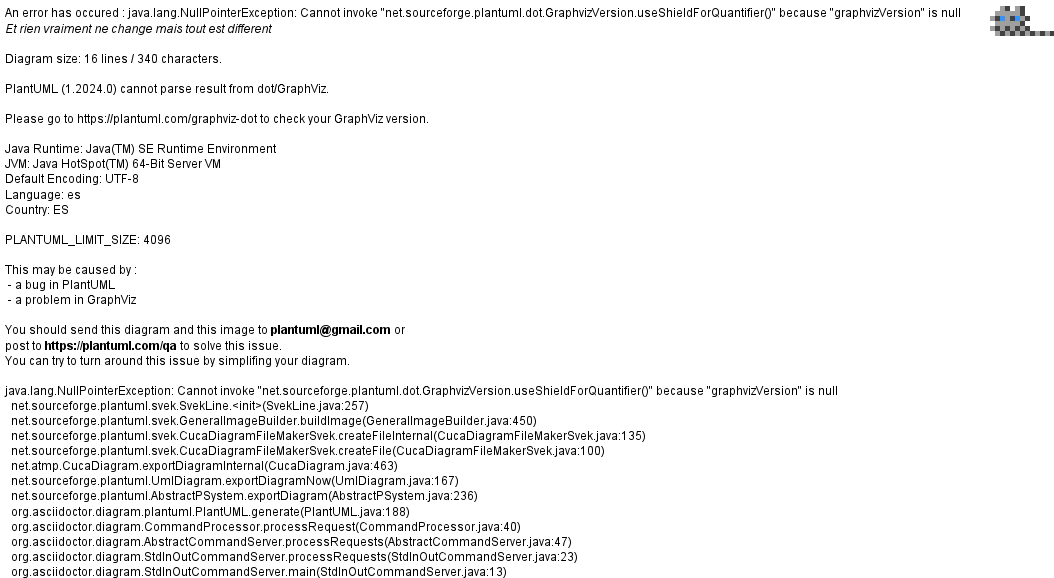 An error has occured : java.lang.NullPointerException: Cannot invoke "net.sourceforge.plantuml.dot.GraphvizVersion.useShieldForQuantifier()" because "graphvizVersion" is null
Et rien vraiment ne change mais tout est different
Diagram size: 16 lines / 340 characters.
PlantUML (1.2024.0) cannot parse result from dot/GraphViz.
Please go to https://plantuml.com/graphviz-dot to check your GraphViz version.
Java Runtime: Java(TM) SE Runtime Environment
JVM: Java HotSpot(TM) 64-Bit Server VM
Default Encoding: UTF-8
Language: es
Country: ES
PLANTUML_LIMIT_SIZE: 4096
This may be caused by :
- a bug in PlantUML
- a problem in GraphViz
You should send this diagram and this image to plantuml@gmail.com or
post to https://plantuml.com/qa to solve this issue.
You can try to turn around this issue by simplifing your diagram.
java.lang.NullPointerException: Cannot invoke "net.sourceforge.plantuml.dot.GraphvizVersion.useShieldForQuantifier()" because "graphvizVersion" is null
net.sourceforge.plantuml.svek.SvekLine.<init>(SvekLine.java:257)
net.sourceforge.plantuml.svek.GeneralImageBuilder.buildImage(GeneralImageBuilder.java:450)
net.sourceforge.plantuml.svek.CucaDiagramFileMakerSvek.createFileInternal(CucaDiagramFileMakerSvek.java:135)
net.sourceforge.plantuml.svek.CucaDiagramFileMakerSvek.createFile(CucaDiagramFileMakerSvek.java:100)
net.atmp.CucaDiagram.exportDiagramInternal(CucaDiagram.java:463)
net.sourceforge.plantuml.UmlDiagram.exportDiagramNow(UmlDiagram.java:167)
net.sourceforge.plantuml.AbstractPSystem.exportDiagram(AbstractPSystem.java:236)
org.asciidoctor.diagram.plantuml.PlantUML.generate(PlantUML.java:188)
org.asciidoctor.diagram.CommandProcessor.processRequest(CommandProcessor.java:40)
org.asciidoctor.diagram.AbstractCommandServer.processRequests(AbstractCommandServer.java:47)
org.asciidoctor.diagram.StdInOutCommandServer.processRequests(StdInOutCommandServer.java:23)
org.asciidoctor.diagram.StdInOutCommandServer.main(StdInOutCommandServer.java:13)